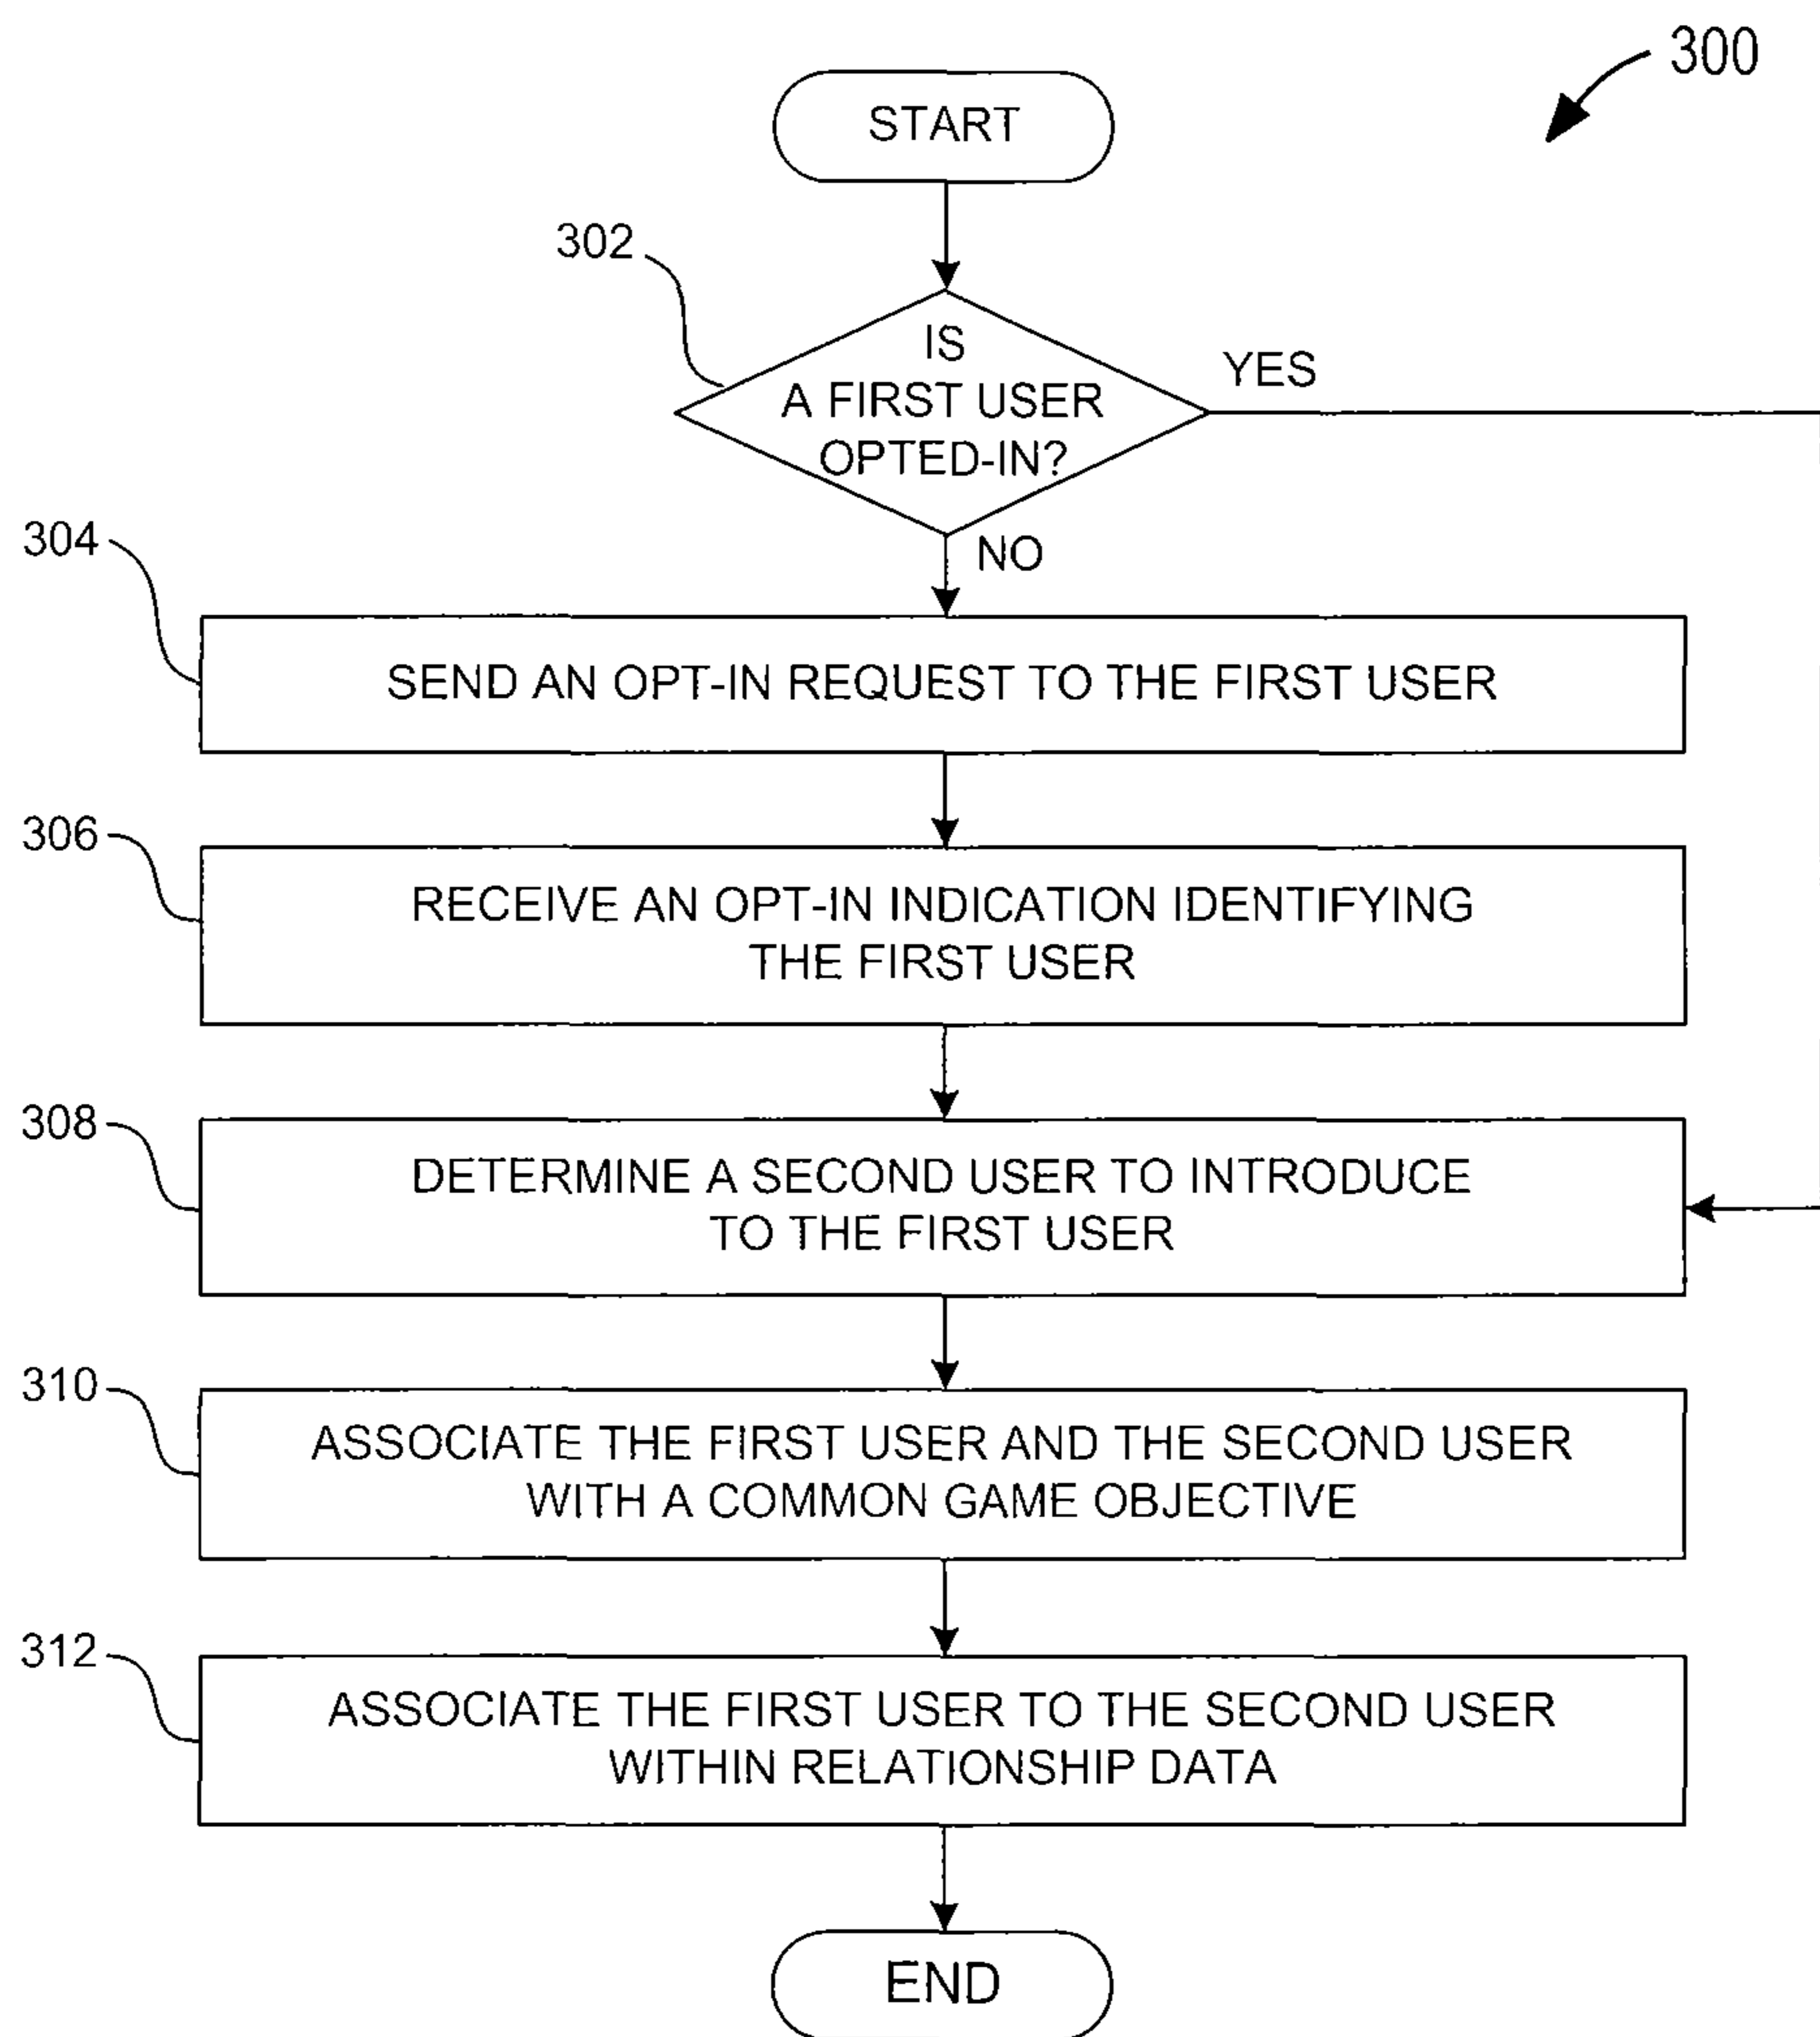 300
START
302
IS
A FIRST USER
OPTED-IN?
YES
NO
304
SEND AN OPT-IN REQUEST TO THE FIRST USER
306
RECEIVE AN OPT-IN INDICATION IDENTIFYING
THE FIRST USER
308
DETERMINE A SECOND USER TO INTRODUCE
TO THE FIRST USER
310
ASSOCIATE THE FIRST USER AND THE SECOND USER
WITH A COMMON GAME OBJECTIVE
312
ASSOCIATE THE FIRST USER TO THE SECOND USER
WITHIN RELATIONSHIP DATA
END